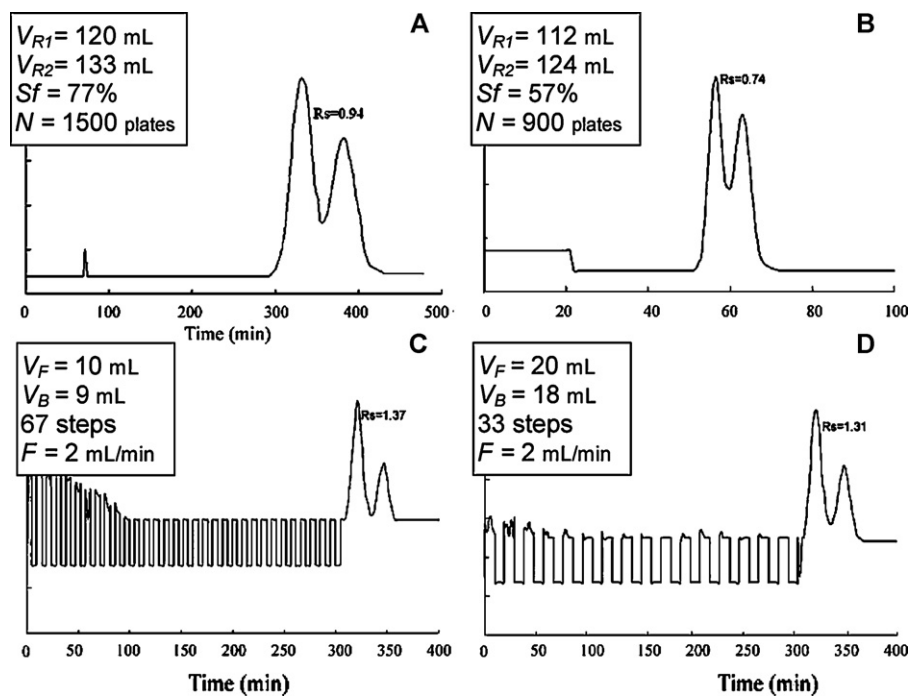 V_R1 = 120 mL
V_R2 = 133 mL
Sf = 77%
N = 1500 plates
A
Rs=0.94
0 100 200 300 400 500
Time (min)
V_R1 = 112 mL
V_R2 = 124 mL
Sf = 57%
N = 900 plates
B
Rs=0.74
0 20 40 60 80 100
Time (min)
V_F = 10 mL
V_B = 9 mL
67 steps
F = 2 mL/min
C
Rs=1.37
0 50 100 150 200 250 300 350 400
Time (min)
V_F = 20 mL
V_B = 18 mL
33 steps
F = 2 mL/min
D
Rs=1.31
0 50 100 150 200 250 300 350 400
Time (min)